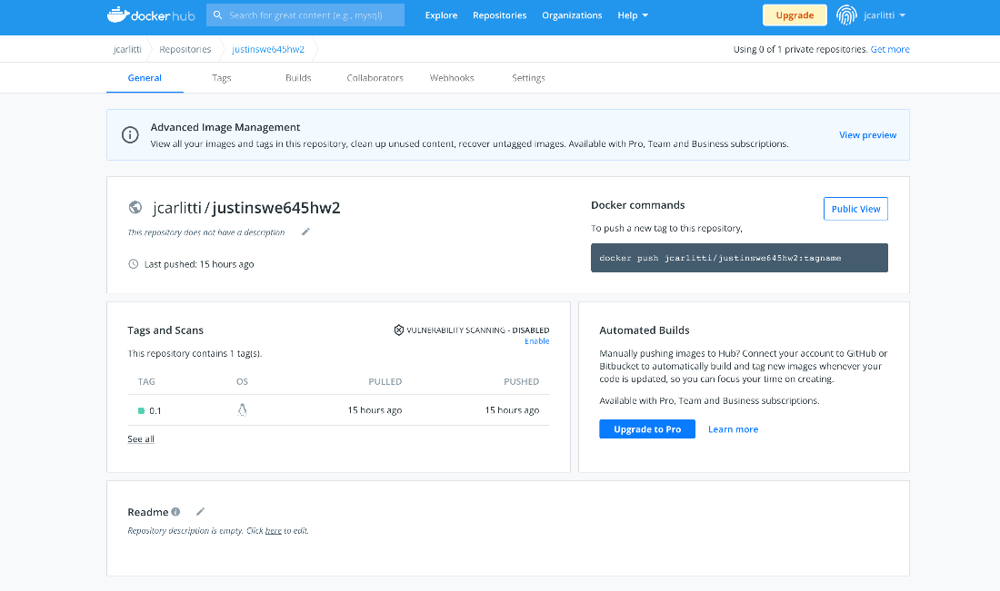 docker hub
Search for great content (e.g., mysql)
Explore
Repositories
Organizations
Help
Upgrade
jcarlitti
jcarlitti
Repositories
justinswe645hw2
Using 0 of 1 private repositories. Get more
General
Tags
Builds
Collaborators
Webhooks
Settings
Advanced Image Management
View all your images and tags in this repository, clean up unused content, recover untagged images. Available with Pro, Team and Business subscriptions.
View preview
jcarlitti / justinswe645hw2
This repository does not have a description
Last pushed: 15 hours ago
Docker commands
Public View
To push a new tag to this repository,
docker push jcarlitti/justinswe645hw2:tagname
Tags and Scans
VULNERABILITY SCANNING - DISABLED
Enable
This repository contains 1 tag(s).
TAG
OS
PULLED
PUSHED
0.1
15 hours ago
15 hours ago
See all
Automated Builds
Manually pushing images to Hub? Connect your account to GitHub or
Bitbucket to automatically build and tag new images whenever your
code is updated, so you can focus your time on creating.
Available with Pro, Team and Business subscriptions.
Upgrade to Pro
Learn more
Readme
Repository description is empty. Click here to edit.